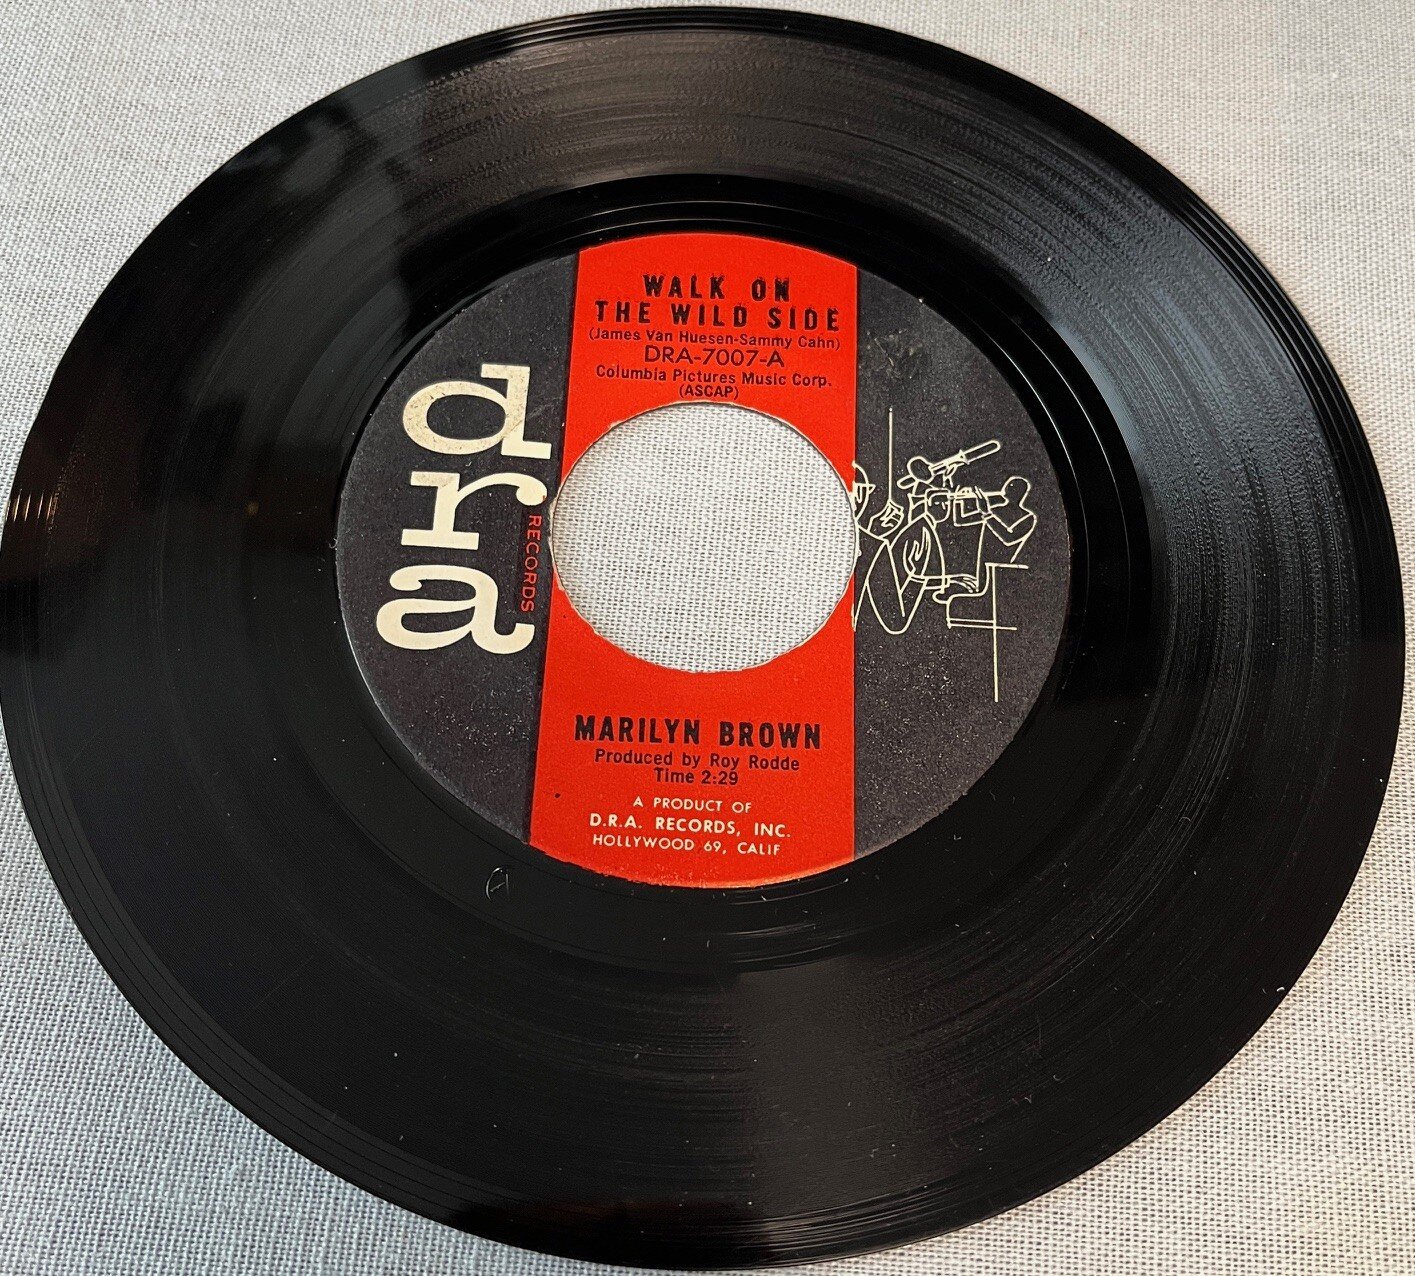 WALK ON
THE WILD SIDE
(James Van Huesen-Sammy Cahn)
DRA-7007-A
Columbia Pictures Music Corp.
(ASCAP)
dra
RECORDS
MARILYN BROWN
Produced by Roy Rodde
Time 2:29
A PRODUCT OF
D.R.A. RECORDS, INC.
HOLLYWOOD 69, CALIF
A